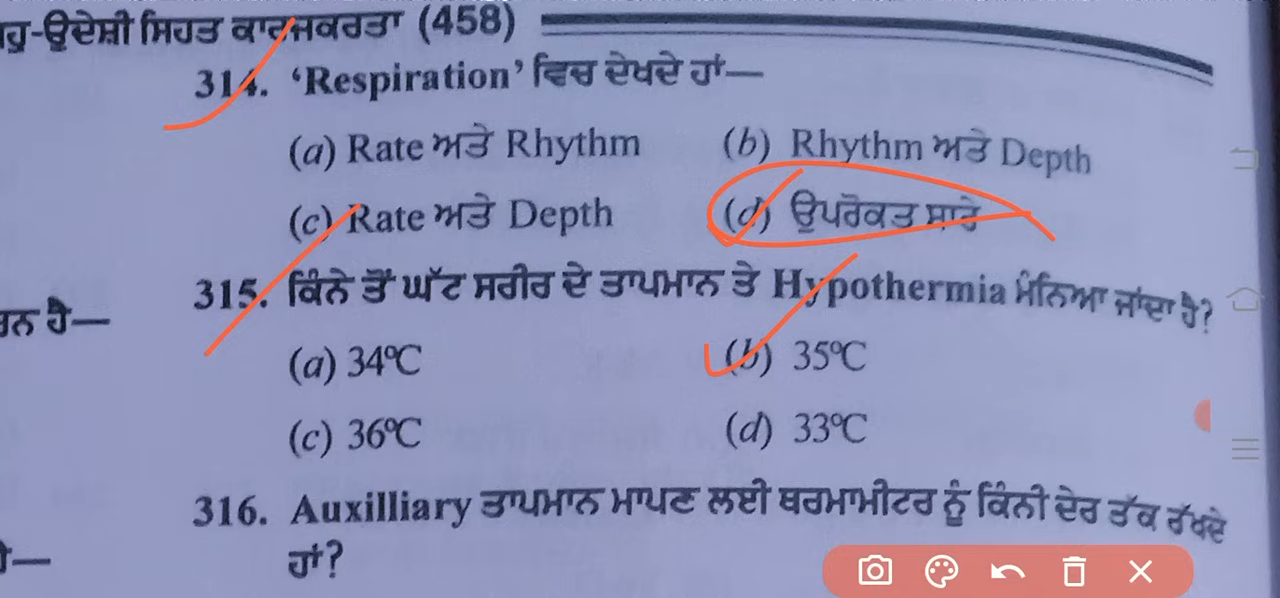 ਹੁ-ਉਦੇਸ਼ੀ ਸਿਹਤ ਕਾਰਜਕਰਤਾ (458)
314. ‘Respiration’ ਵਿਚ ਦੇਖਦੇ ਹਾਂ—
(a) Rate ਅਤੇ Rhythm (b) Rhythm ਅਤੇ Depth
(c) Rate ਅਤੇ Depth (d) ਉਪਰੋਕਤ ਸਾਰੇ
315. ਕਿੰਨੇ ਤੋਂ ਘੱਟ ਸਰੀਰ ਦੇ ਤਾਪਮਾਨ ਤੇ Hypothermia ਮੰਨਿਆ ਜਾਂਦਾ ਹੈ?
ਹੈ—
(a) 34°C (b) 35°C
(c) 36°C (d) 33°C
316. Auxilliary ਤਾਪਮਾਨ ਮਾਪਣ ਲਈ ਥਰਮਾਮੀਟਰ ਨੂੰ ਕਿੰਨੀ ਦੇਰ ਤੱਕ ਰੱਖਦੇ
ਹਾਂ?